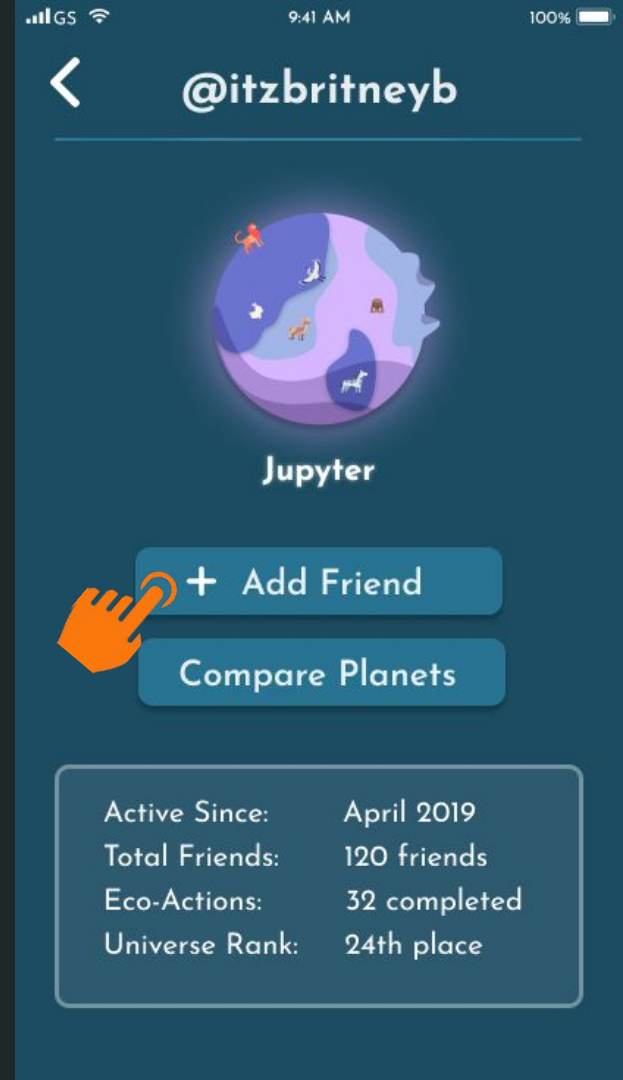 GS 9:41 AM 100%
@itzbritneyb
Jupyter
+ Add Friend
Compare Planets
Active Since: April 2019
Total Friends: 120 friends
Eco-Actions: 32 completed
Universe Rank: 24th place